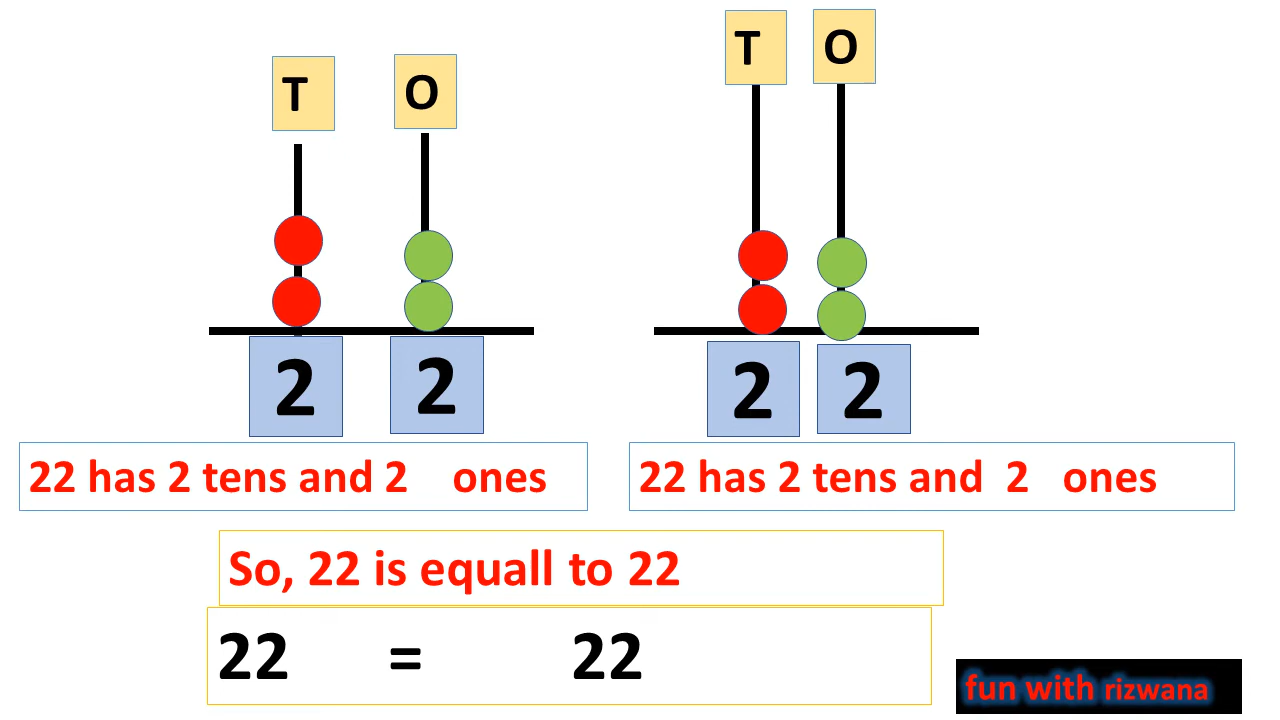 T O T O
2 2 2 2
22 has 2 tens and 2 ones 22 has 2 tens and 2 ones
So, 22 is equall to 22
22 = 22
fun with rizwana